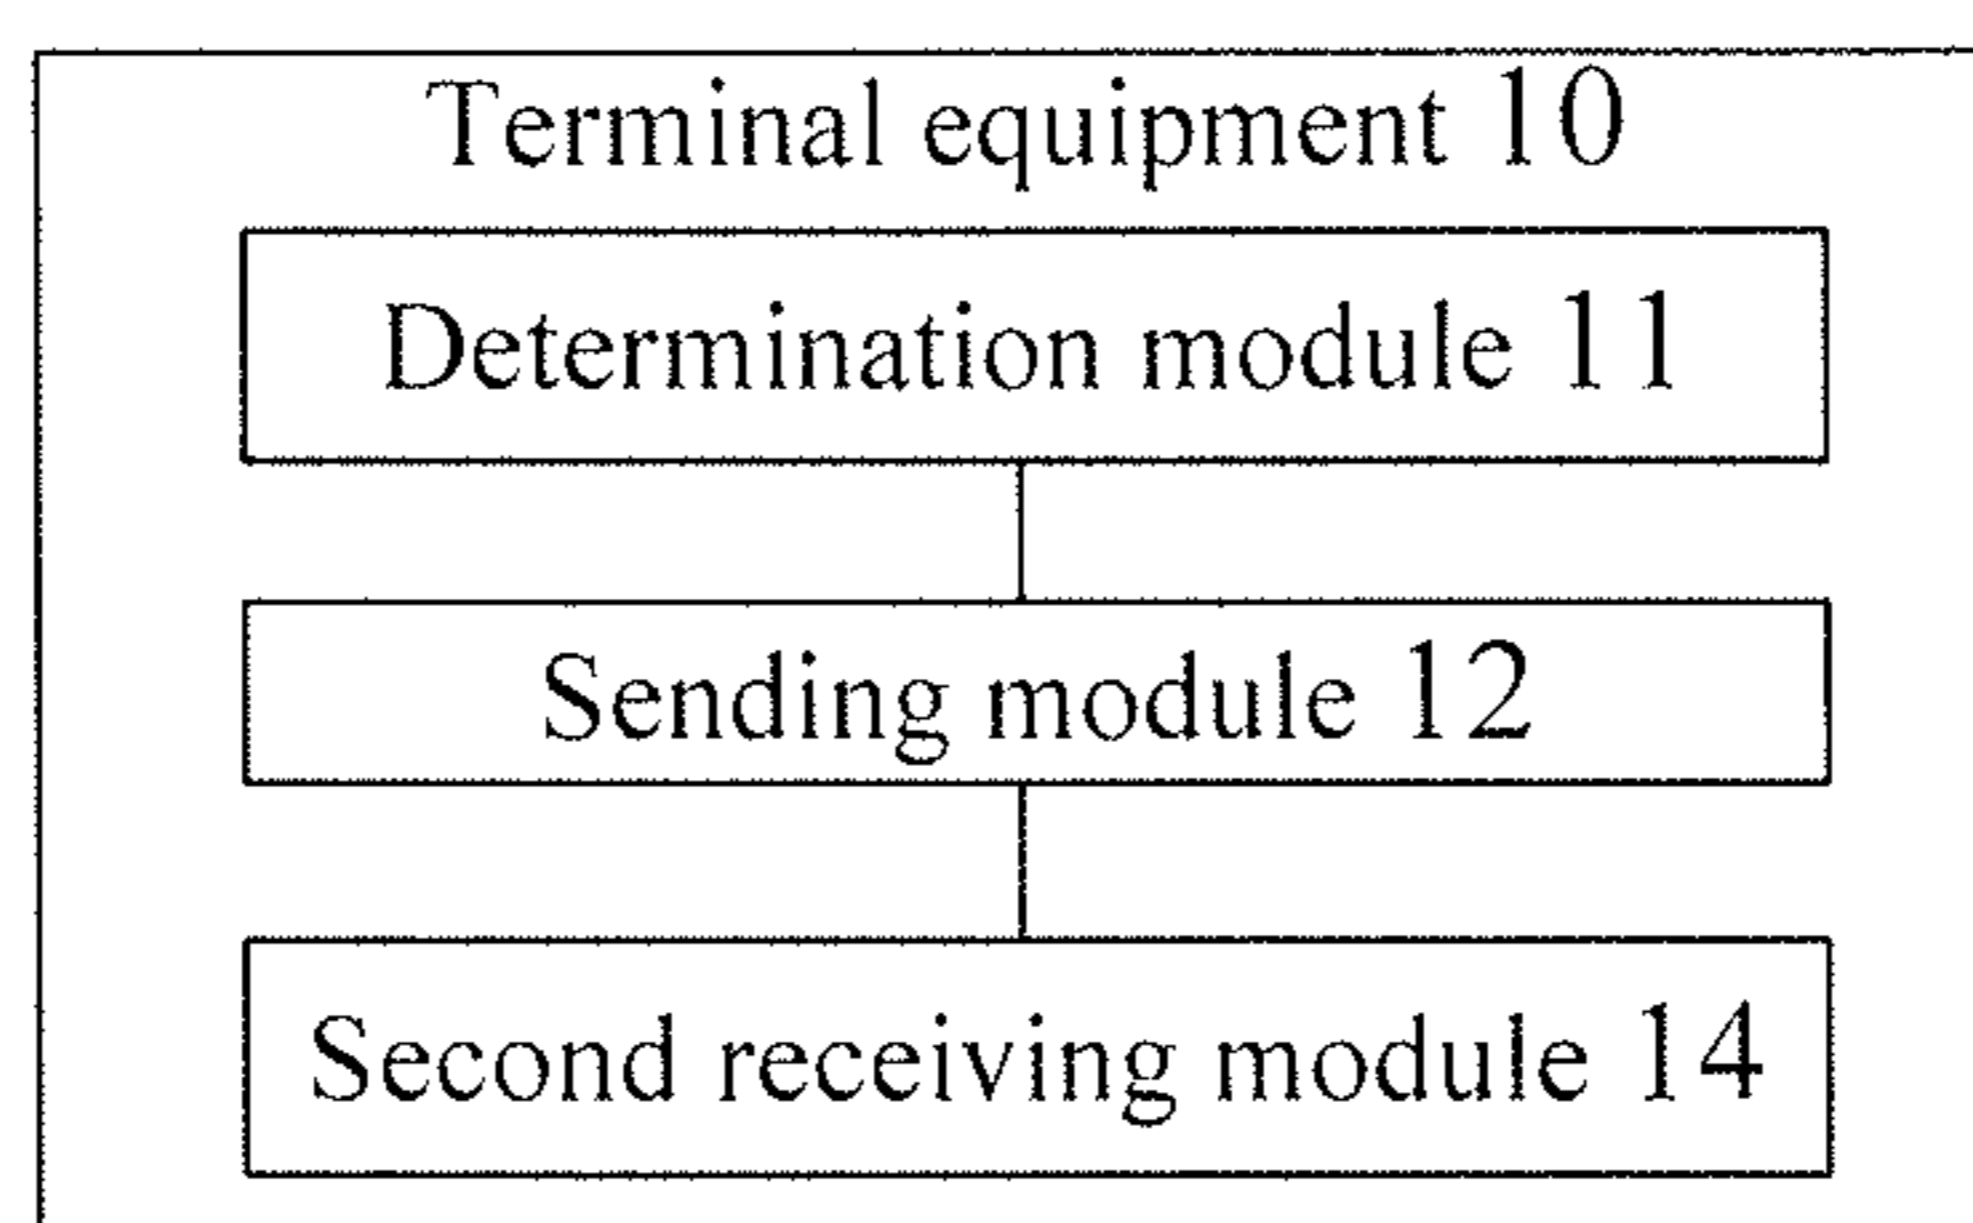 Terminal equipment 10
Determination module 11
Sending module 12
Second receiving module 14